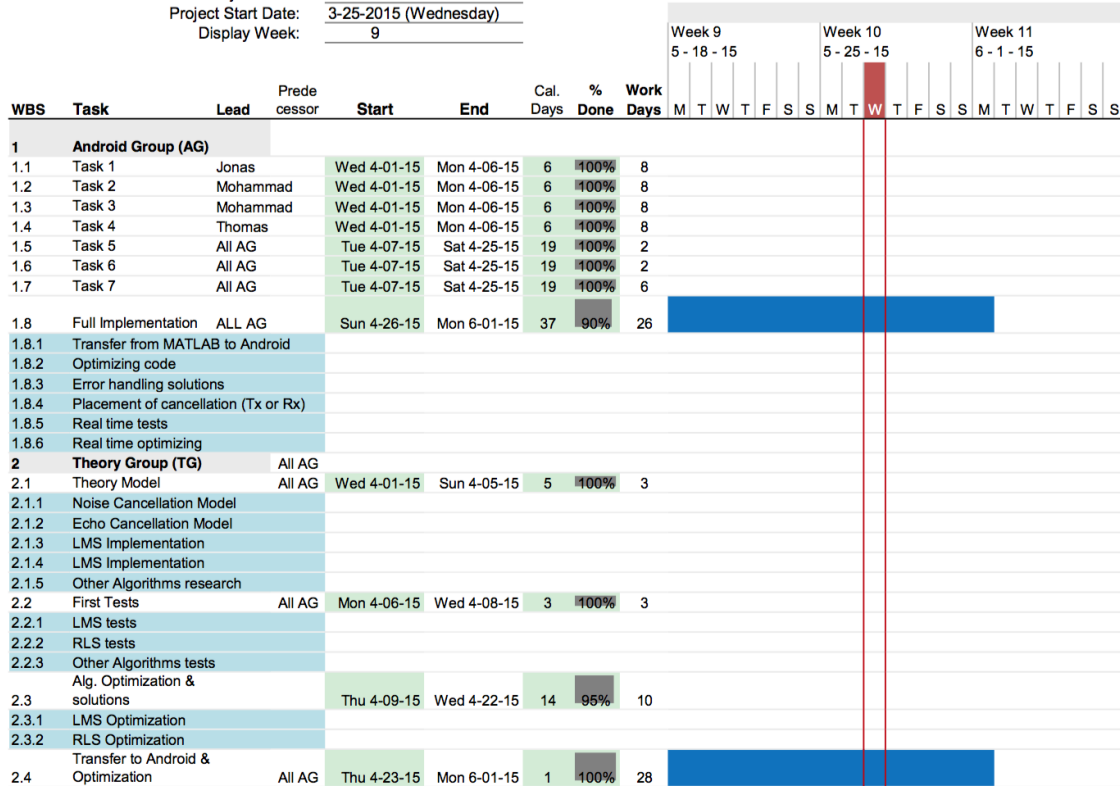 Project Start Date: 3-25-2015 (Wednesday)
Display Week: 9
Week 9 Week 10 Week 11
5 - 18 - 15 5 - 25 - 15 6 - 1 - 15
Prede Cal. % Work
WBS Task Lead cessor Start End Days Done Days M T W T F S S M T W T F S S M T W T F S S
1 Android Group (AG)
1.1 Task 1 Jonas Wed 4-01-15 Mon 4-06-15 6 100% 8
1.2 Task 2 Mohammad Wed 4-01-15 Mon 4-06-15 6 100% 8
1.3 Task 3 Mohammad Wed 4-01-15 Mon 4-06-15 6 100% 8
1.4 Task 4 Thomas Wed 4-01-15 Mon 4-06-15 6 100% 8
1.5 Task 5 All AG Tue 4-07-15 Sat 4-25-15 19 100% 2
1.6 Task 6 All AG Tue 4-07-15 Sat 4-25-15 19 100% 2
1.7 Task 7 All AG Tue 4-07-15 Sat 4-25-15 19 100% 6
1.8 Full Implementation ALL AG Sun 4-26-15 Mon 6-01-15 37 90% 26
1.8.1 Transfer from MATLAB to Android
1.8.2 Optimizing code
1.8.3 Error handling solutions
1.8.4 Placement of cancellation (Tx or Rx)
1.8.5 Real time tests
1.8.6 Real time optimizing
2 Theory Group (TG) All AG
2.1 Theory Model All AG Wed 4-01-15 Sun 4-05-15 5 100% 3
2.1.1 Noise Cancellation Model
2.1.2 Echo Cancellation Model
2.1.3 LMS Implementation
2.1.4 LMS Implementation
2.1.5 Other Algorithms research
2.2 First Tests All AG Mon 4-06-15 Wed 4-08-15 3 100% 3
2.2.1 LMS tests
2.2.2 RLS tests
2.2.3 Other Algorithms tests
Alg. Optimization &
2.3 solutions Thu 4-09-15 Wed 4-22-15 14 95% 10
2.3.1 LMS Optimization
2.3.2 RLS Optimization
Transfer to Android &
2.4 Optimization All AG Thu 4-23-15 Mon 6-01-15 1 100% 28